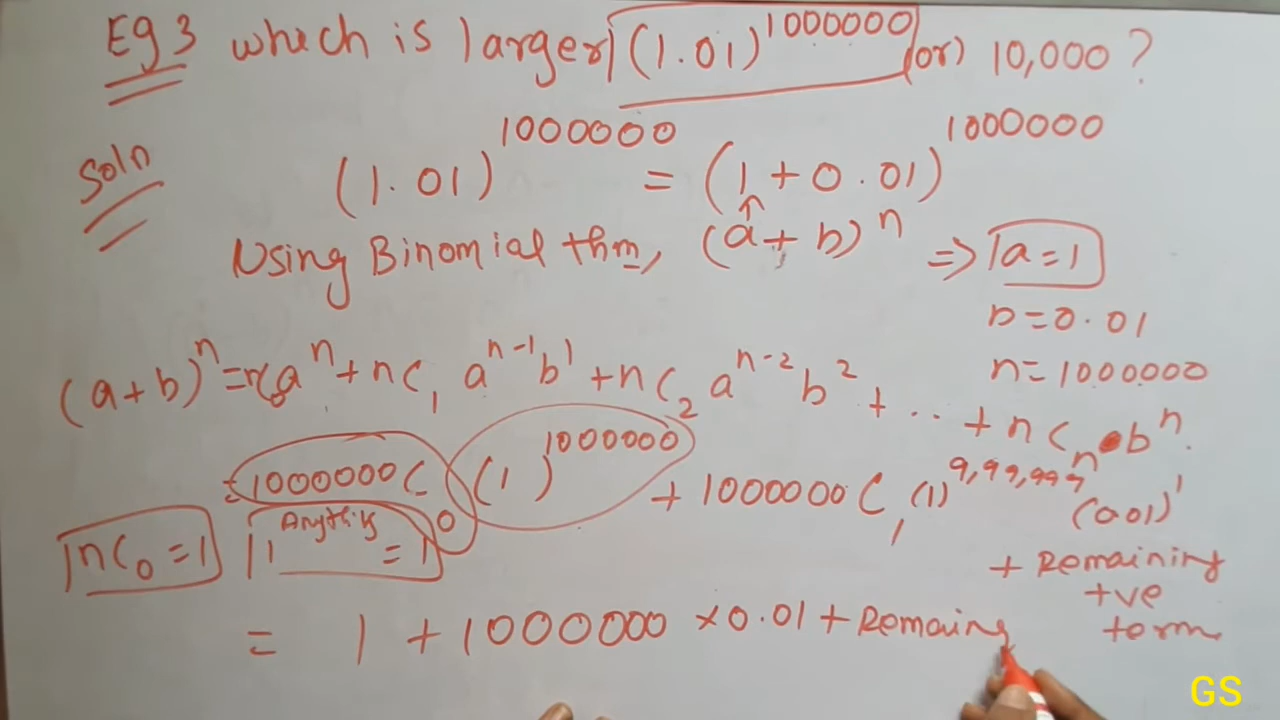 Eg 3 which is larger (1.01)^1000000 (or) 10,000 ?
Soln
(1.01)^1000000 = (1 + 0.01)^1000000
Using Binomial thm, (a + b)^n => a = 1
b = 0.01
n = 1000000
(a + b)^n = nC₀ a^n + nC₁ a^n-1 b^1 + nC₂ a^n-2 b^2 + .. + nCₙ b^n.
= 1000000C₀ (1)^1000000 + 1000000C₁ (1)^9,99,999 (0.01)^1
+ Remaining
+ve
term
nC₀ = 1 1^Anything = 1
= 1 + 1000000 × 0.01 + Remaing
GS